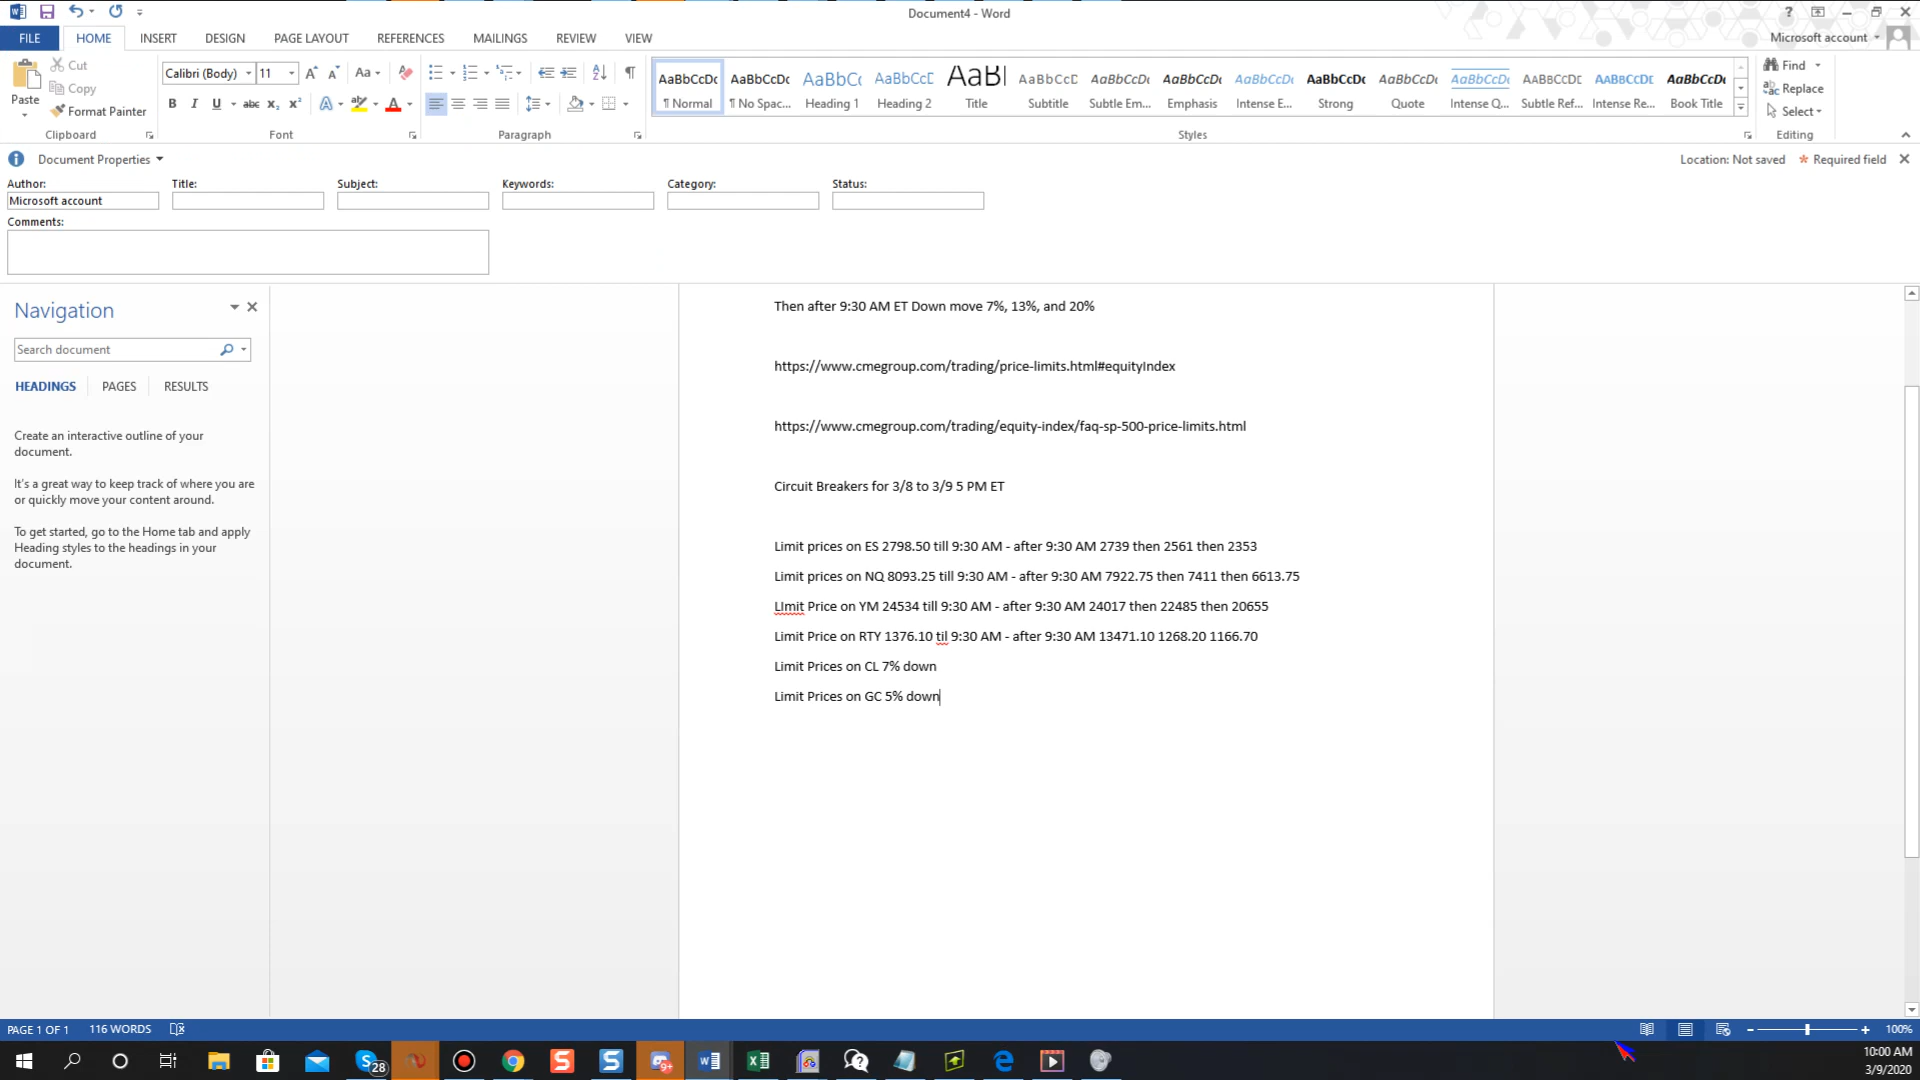 Document4 - Word
?
FILE HOME INSERT DESIGN PAGE LAYOUT REFERENCES MAILINGS REVIEW VIEW Microsoft account
Paste Cut Copy Format Painter
Clipboard
Calibri (Body) 11 Aa
B I U abc x₂ x² A A
Font
Paragraph
AaBbCcDc AaBbCcDc AaBbCc AaBbCcD AaBl AaBbCcD AaBbCcDc AaBbCcDc AaBbCcDc AaBbCcDc AaBbCcDc AaBbCcDc AaBbCcDc AaBbCcDc AaBbCcDc
¶ Normal ¶ No Spac... Heading 1 Heading 2 Title Subtitle Subtle Em... Emphasis Intense E... Strong Quote Intense Q... Subtle Ref... Intense Re... Book Title
Styles
Find
Replace
Select
Editing
Document Properties Location: Not saved * Required field
Author: Title: Subject: Keywords: Category: Status:
Microsoft account
Comments:
Navigation
Search document
HEADINGS PAGES RESULTS
Create an interactive outline of your
document.
It's a great way to keep track of where you are
or quickly move your content around.
To get started, go to the Home tab and apply
Heading styles to the headings in your
document.
Then after 9:30 AM ET Down move 7%, 13%, and 20%
https://www.cmegroup.com/trading/price-limits.html#equityIndex
https://www.cmegroup.com/trading/equity-index/faq-sp-500-price-limits.html
Circuit Breakers for 3/8 to 3/9 5 PM ET
Limit prices on ES 2798.50 till 9:30 AM - after 9:30 AM 2739 then 2561 then 2353
Limit prices on NQ 8093.25 till 9:30 AM - after 9:30 AM 7922.75 then 7411 then 6613.75
LImit Price on YM 24534 till 9:30 AM - after 9:30 AM 24017 then 22485 then 20655
Limit Price on RTY 1376.10 til 9:30 AM - after 9:30 AM 13471.10 1268.20 1166.70
Limit Prices on CL 7% down
Limit Prices on GC 5% down
PAGE 1 OF 1 116 WORDS 100%
28
9+
10:00 AM
3/9/2020